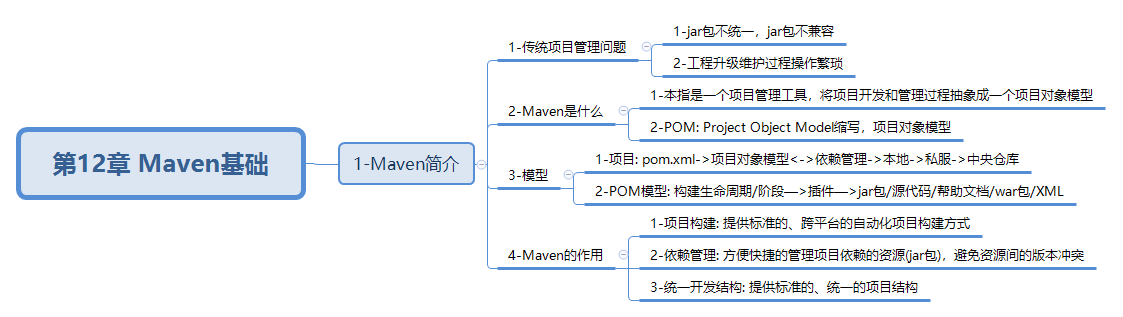 第12章 Maven基础
1-Maven简介
1-传统项目管理问题
1-jar包不统一，jar包不兼容
2-工程升级维护过程操作繁琐
2-Maven是什么
1-本指是一个项目管理工具，将项目开发和管理过程抽象成一个项目对象模型
2-POM: Project Object Model缩写，项目对象模型
3-模型
1-项目: pom.xml->项目对象模型<->依赖管理->本地->私服->中央仓库
2-POM模型: 构建生命周期/阶段—>插件—>jar包/源代码/帮助文档/war包/XML
4-Maven的作用
1-项目构建: 提供标准的、跨平台的自动化项目构建方式
2-依赖管理: 方便快捷的管理项目依赖的资源(jar包)，避免资源间的版本冲突
3-统一开发结构: 提供标准的、统一的项目结构